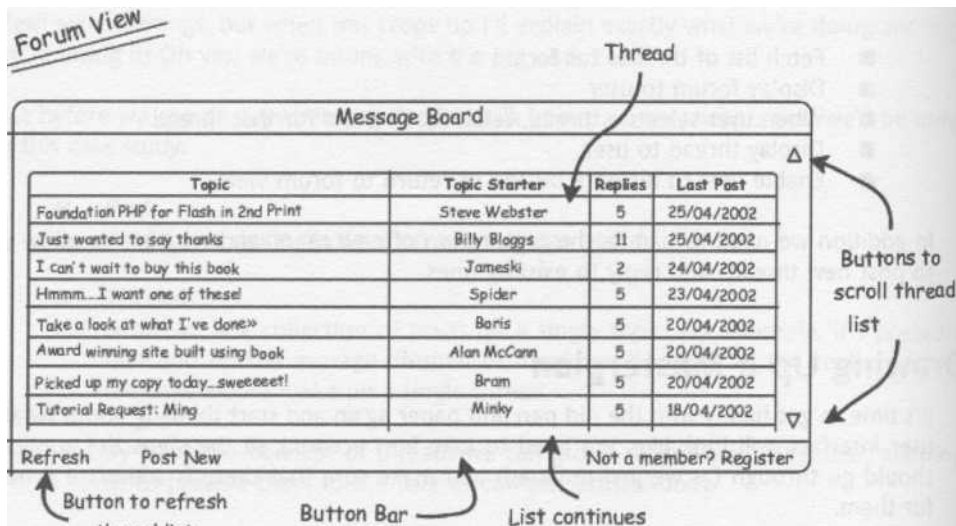 Forum View
Thread
Message Board
Topic Topic Starter Replies Last Post
Foundation PHP for Flash in 2nd Print Steve Webster 5 25/04/2002
Just wanted to say thanks Billy Bloggs 11 25/04/2002
I can't wait to buy this book Jameski 2 24/04/2002
Hmmm...I want one of these! Spider 5 23/04/2002
Take a look at what I've done>> Boris 5 20/04/2002
Award winning site built using book Alan McCann 5 20/04/2002
Picked up my copy today...sweeeeet! Bram 5 20/04/2002
Tutorial Request: Ming Minky 5 18/04/2002
Buttons to
scroll thread
list
Refresh Post New Not a member? Register
Button to refresh
Button Bar
List continues